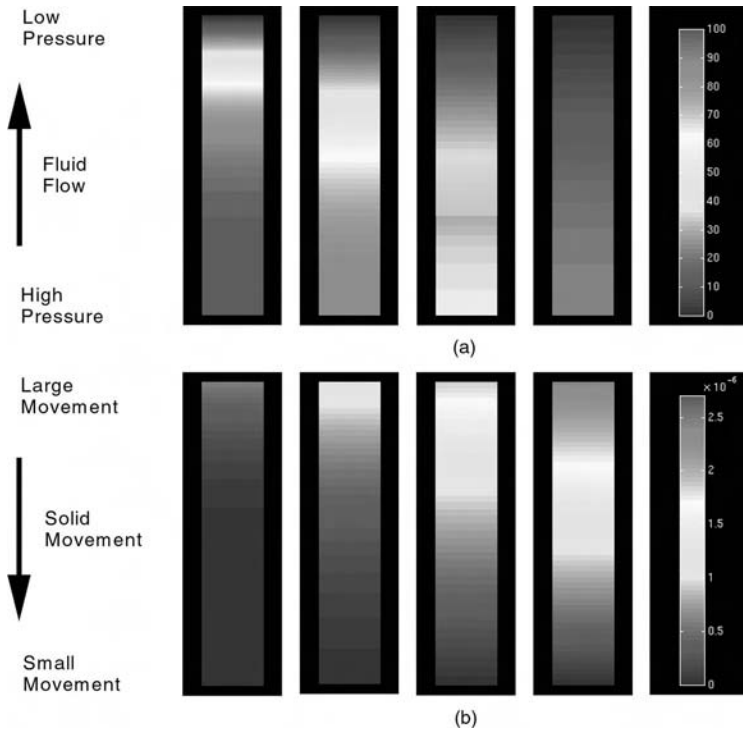 Low
Pressure
Fluid
Flow
High
Pressure
100
90
80
70
60
50
40
30
20
10
0
(a)
Large
Movement
Solid
Movement
Small
Movement
×10⁻⁶
2.5
2
1.5
1
0.5
0
(b)